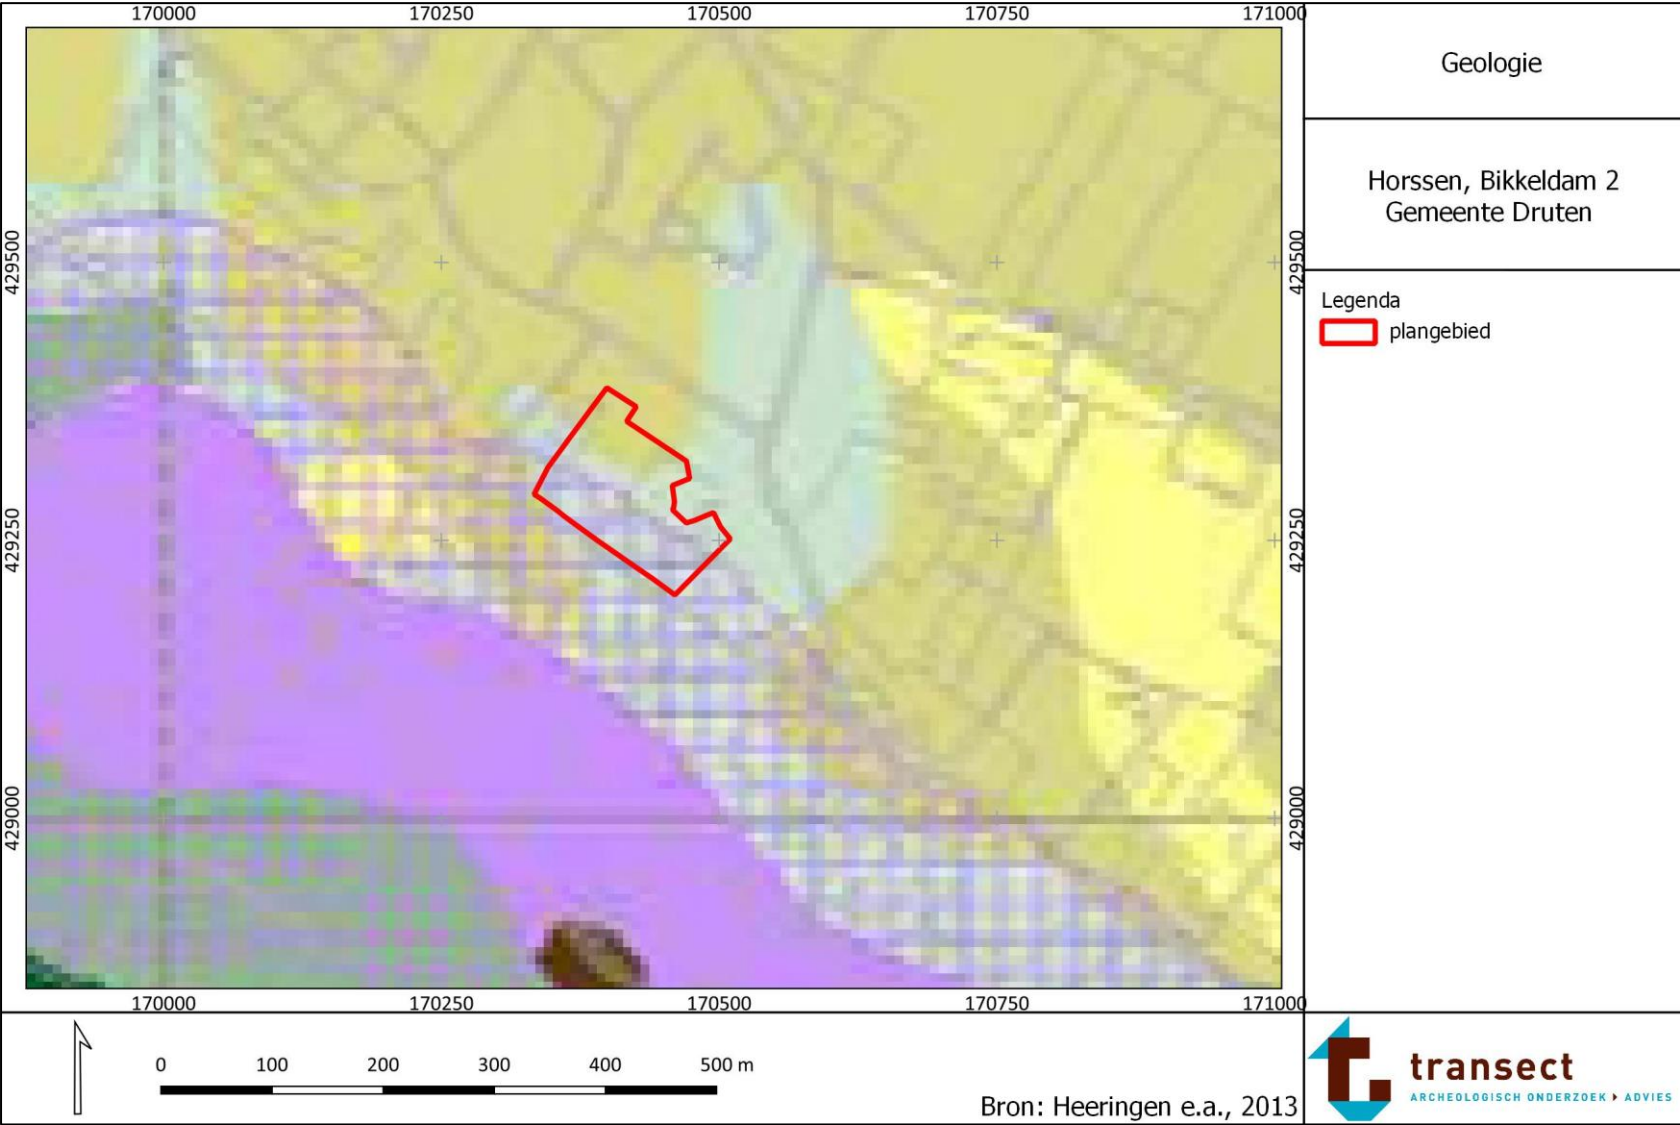 170000 170250 170500 170750 171000
429500 429500
429250 429250
429000 429000
170000 170250 170500 170750 171000
0 100 200 300 400 500 m
Bron: Heeringen e.a., 2013
Geologie
Horssen, Bikkeldam 2
Gemeente Druten
Legenda
plangebied
transect
ARCHEOLOGISCH ONDERZOEK ADVIES